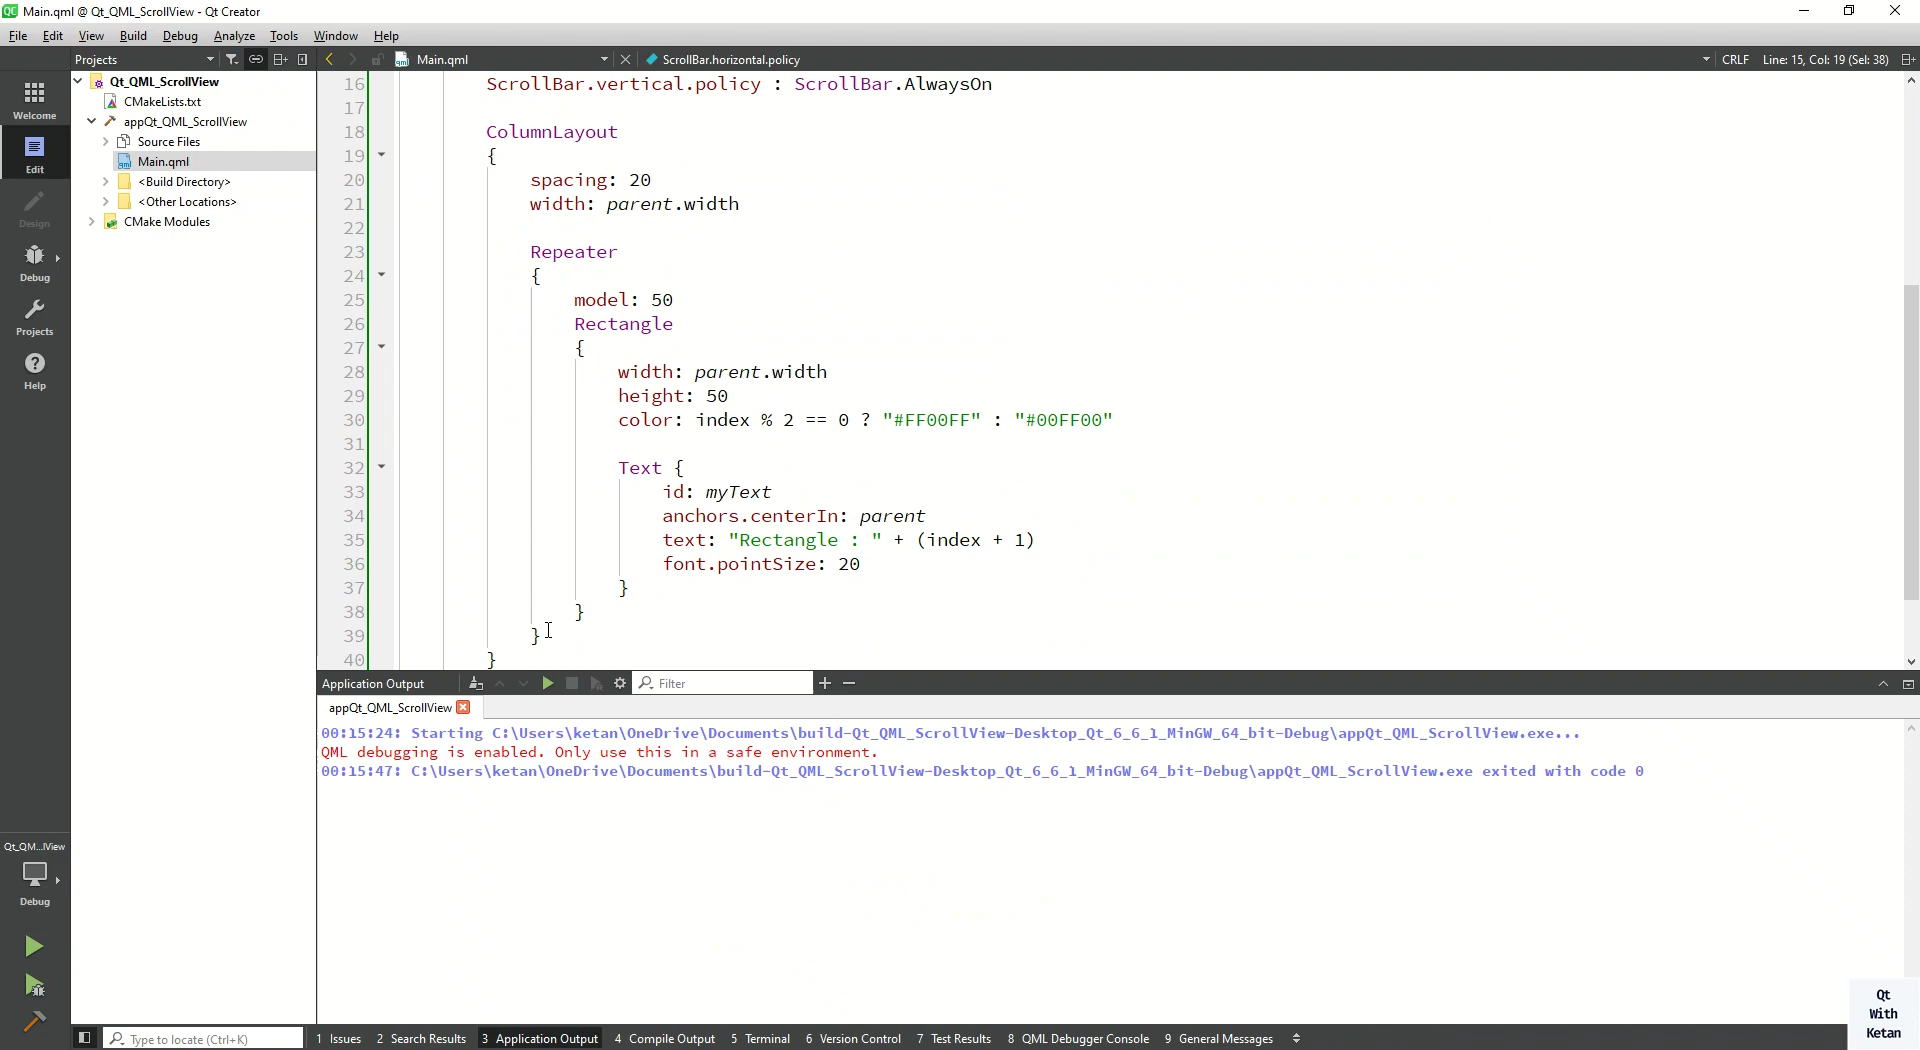 Main.qml @ Qt_QML_ScrollView - Qt Creator
File Edit View Build Debug Analyze Tools Window Help
Projects Main.qml ScrollBar.horizontal.policy CRLF Line: 15, Col: 19 (Sel: 38)
Welcome
Edit
Design
Debug
Projects
Help
Qt_QML_ScrollView
CMakeLists.txt
appQt_QML_ScrollView
Source Files
Main.qml
<Build Directory>
<Other Locations>
CMake Modules
16 ScrollBar.vertical.policy : ScrollBar.AlwaysOn
17
18 ColumnLayout
19 {
20 spacing: 20
21 width: parent.width
22
23 Repeater
24 {
25 model: 50
26 Rectangle
27 {
28 width: parent.width
29 height: 50
30 color: index % 2 == 0 ? "#FF00FF" : "#00FF00"
31
32 Text {
33 id: myText
34 anchors.centerIn: parent
35 text: "Rectangle : " + (index + 1)
36 font.pointSize: 20
37 }
38 }
39 }
40 }
Application Output Filter
appQt_QML_ScrollView
00:15:24: Starting C:\Users\ketan\OneDrive\Documents\build-Qt_QML_ScrollView-Desktop_Qt_6_6_1_MinGW_64_bit-Debug\appQt_QML_ScrollView.exe...
QML debugging is enabled. Only use this in a safe environment.
00:15:47: C:\Users\ketan\OneDrive\Documents\build-Qt_QML_ScrollView-Desktop_Qt_6_6_1_MinGW_64_bit-Debug\appQt_QML_ScrollView.exe exited with code 0
Qt_QM...lView
Debug
Qt
With
Ketan
Type to locate (Ctrl+K) 1 Issues 2 Search Results 3 Application Output 4 Compile Output 5 Terminal 6 Version Control 7 Test Results 8 QML Debugger Console 9 General Messages